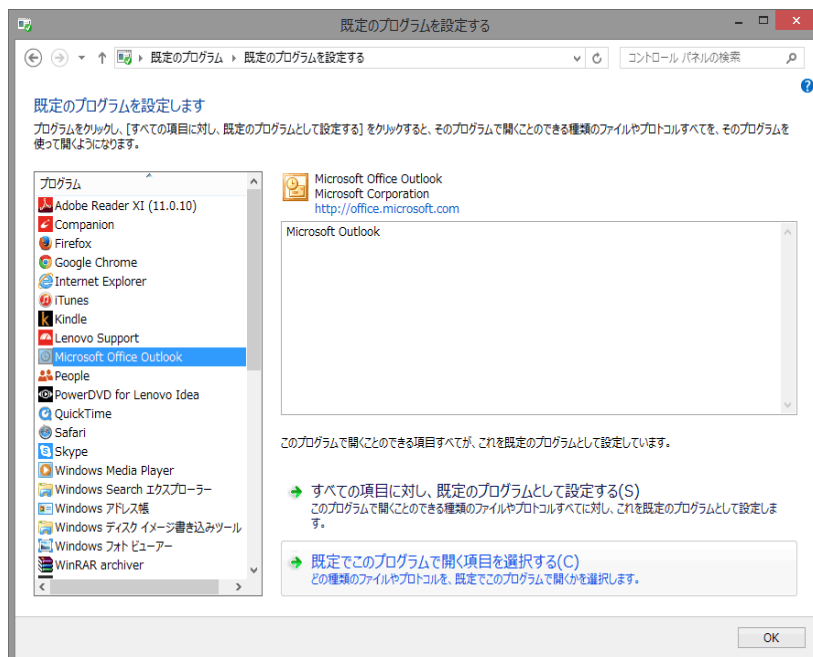 既定のプログラムを設定する
既定のプログラム
既定のプログラムを設定する
コントロール パネルの検索
既定のプログラムを設定します
プログラムをクリックし、[すべての項目に対し、既定のプログラムとして設定する] をクリックすると、そのプログラムで開くことのできる種類のファイルやプロトコルすべてを、そのプログラムを
使って開くようになります。
プログラム
Adobe Reader XI (11.0.10)
Companion
Firefox
Google Chrome
Internet Explorer
iTunes
Kindle
Lenovo Support
Microsoft Office Outlook
People
PowerDVD for Lenovo Idea
QuickTime
Safari
Skype
Windows Media Player
Windows Search エクスプローラー
Windows アドレス帳
Windows ディスク イメージ書き込みツール
Windows フォト ビューアー
WinRAR archiver
Microsoft Office Outlook
Microsoft Corporation
http://office.microsoft.com
Microsoft Outlook
このプログラムで開くことのできる項目すべてが、これを既定のプログラムとして設定しています。
すべての項目に対し、既定のプログラムとして設定する(S)
このプログラムで開くことのできる種類のファイルやプロトコルすべてに対し、これを既定のプログラムとして設定しま
す。
既定でこのプログラムで開く項目を選択する(C)
どの種類のファイルやプロトコルを、既定でこのプログラムで開くかを選択します。
OK